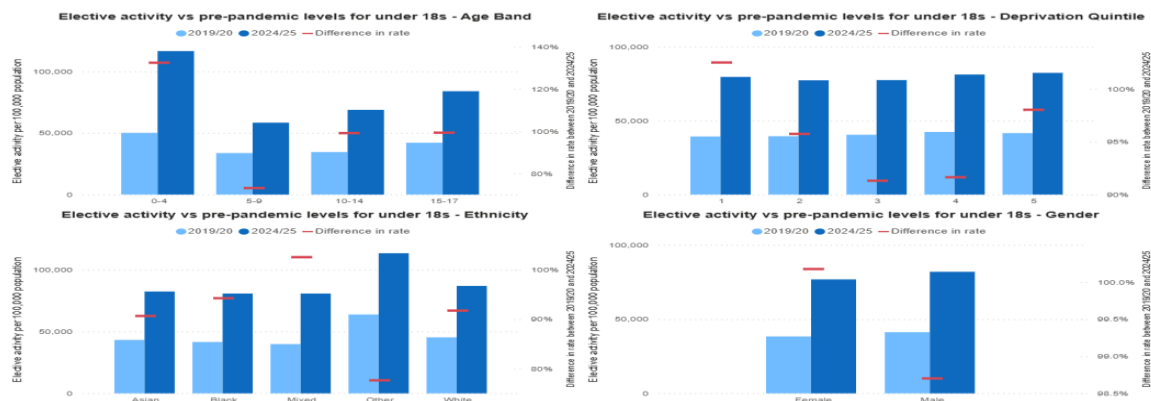 Elective activity vs pre-pandemic levels for under 18s - Age Band
2019/20 2024/25 Difference in rate
Elective activity per 100,000 population
100,000
50,000
0
140%
120%
100%
80%
Difference in rate between 2019/20 and 2024/25
0-4 5-9 10-14 15-17
Elective activity vs pre-pandemic levels for under 18s - Deprivation Quintile
2019/20 2024/25 Difference in rate
Elective activity per 100,000 population
100,000
50,000
0
100%
95%
90%
Difference in rate between 2019/20 and 2024/25
1 2 3 4 5
Elective activity vs pre-pandemic levels for under 18s - Ethnicity
2019/20 2024/25 Difference in rate
Elective activity per 100,000 population
100,000
50,000
0
100%
90%
80%
Difference in rate between 2019/20 and 2024/25
Asian Black Mixed Other White
Elective activity vs pre-pandemic levels for under 18s - Gender
2019/20 2024/25 Difference in rate
Elective activity per 100,000 population
100,000
50,000
0
100.0%
99.5%
99.0%
98.5%
Difference in rate between 2019/20 and 2024/25
Female Male